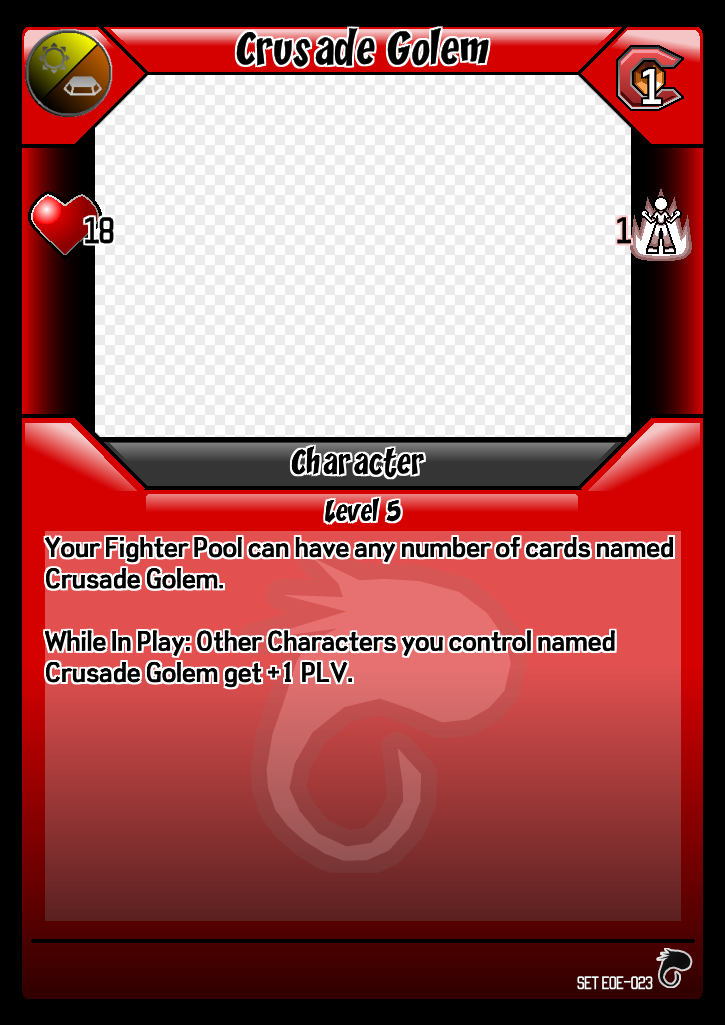 Crusade Golem
1
18
1
Character
Level 5
Your Fighter Pool can have any number of cards named
Crusade Golem.
While In Play: Other Characters you control named
Crusade Golem get +1 PLV.
SET EOE-023